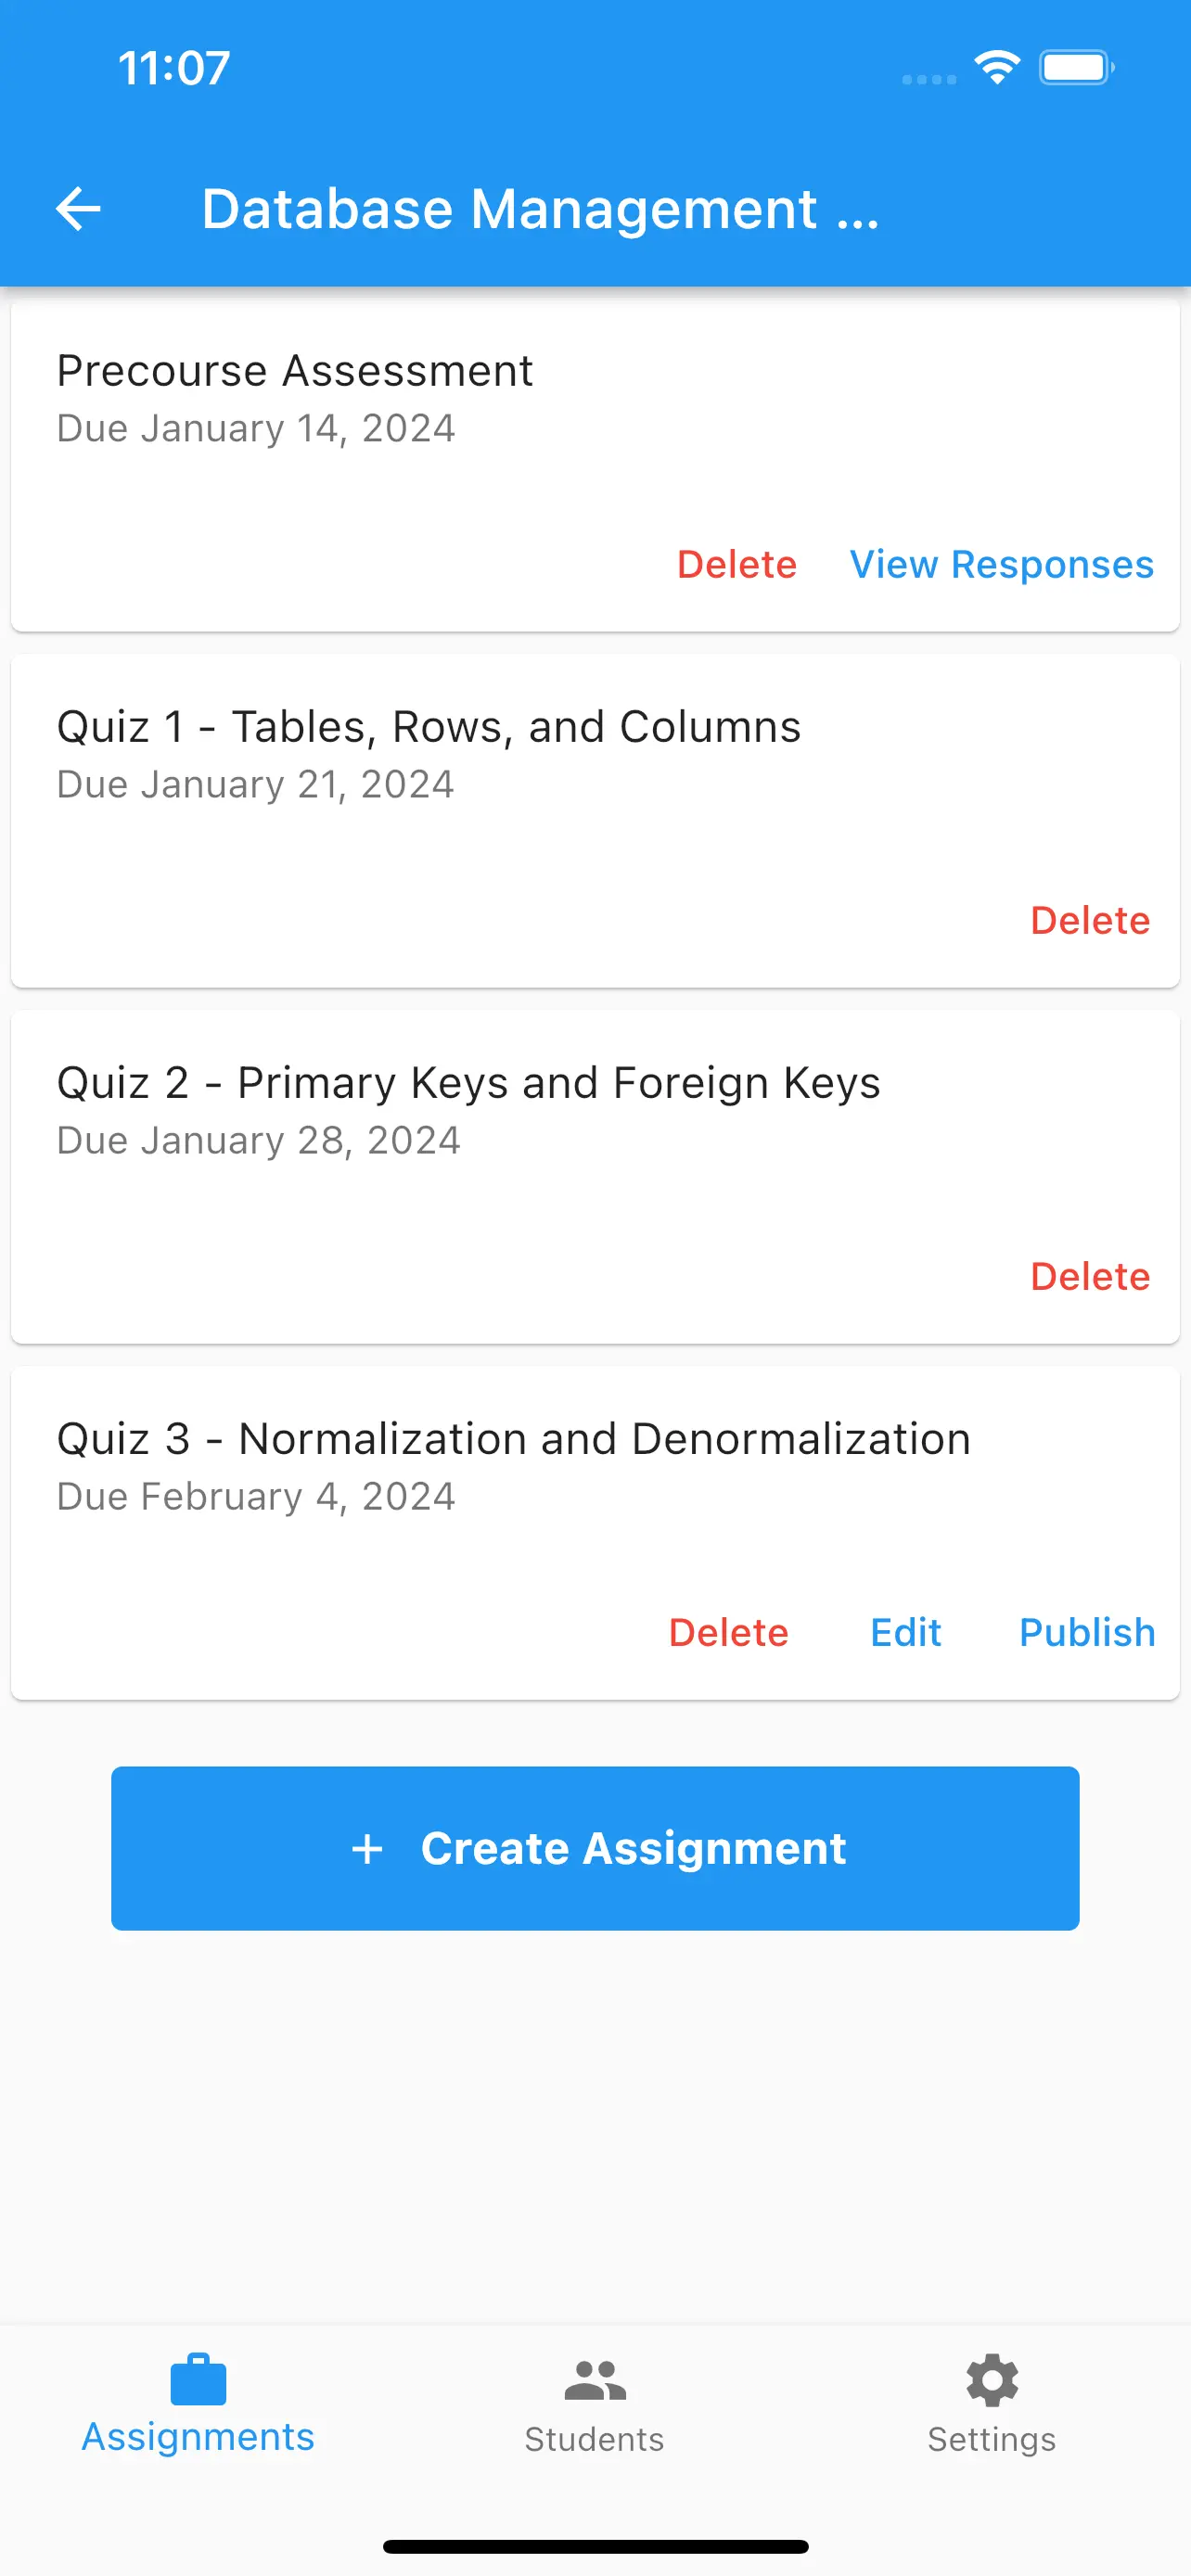 11:07
Database Management ...
Precourse Assessment
Due January 14, 2024
Delete View Responses
Quiz 1 - Tables, Rows, and Columns
Due January 21, 2024
Delete
Quiz 2 - Primary Keys and Foreign Keys
Due January 28, 2024
Delete
Quiz 3 - Normalization and Denormalization
Due February 4, 2024
Delete Edit Publish
+ Create Assignment
Assignments Students Settings